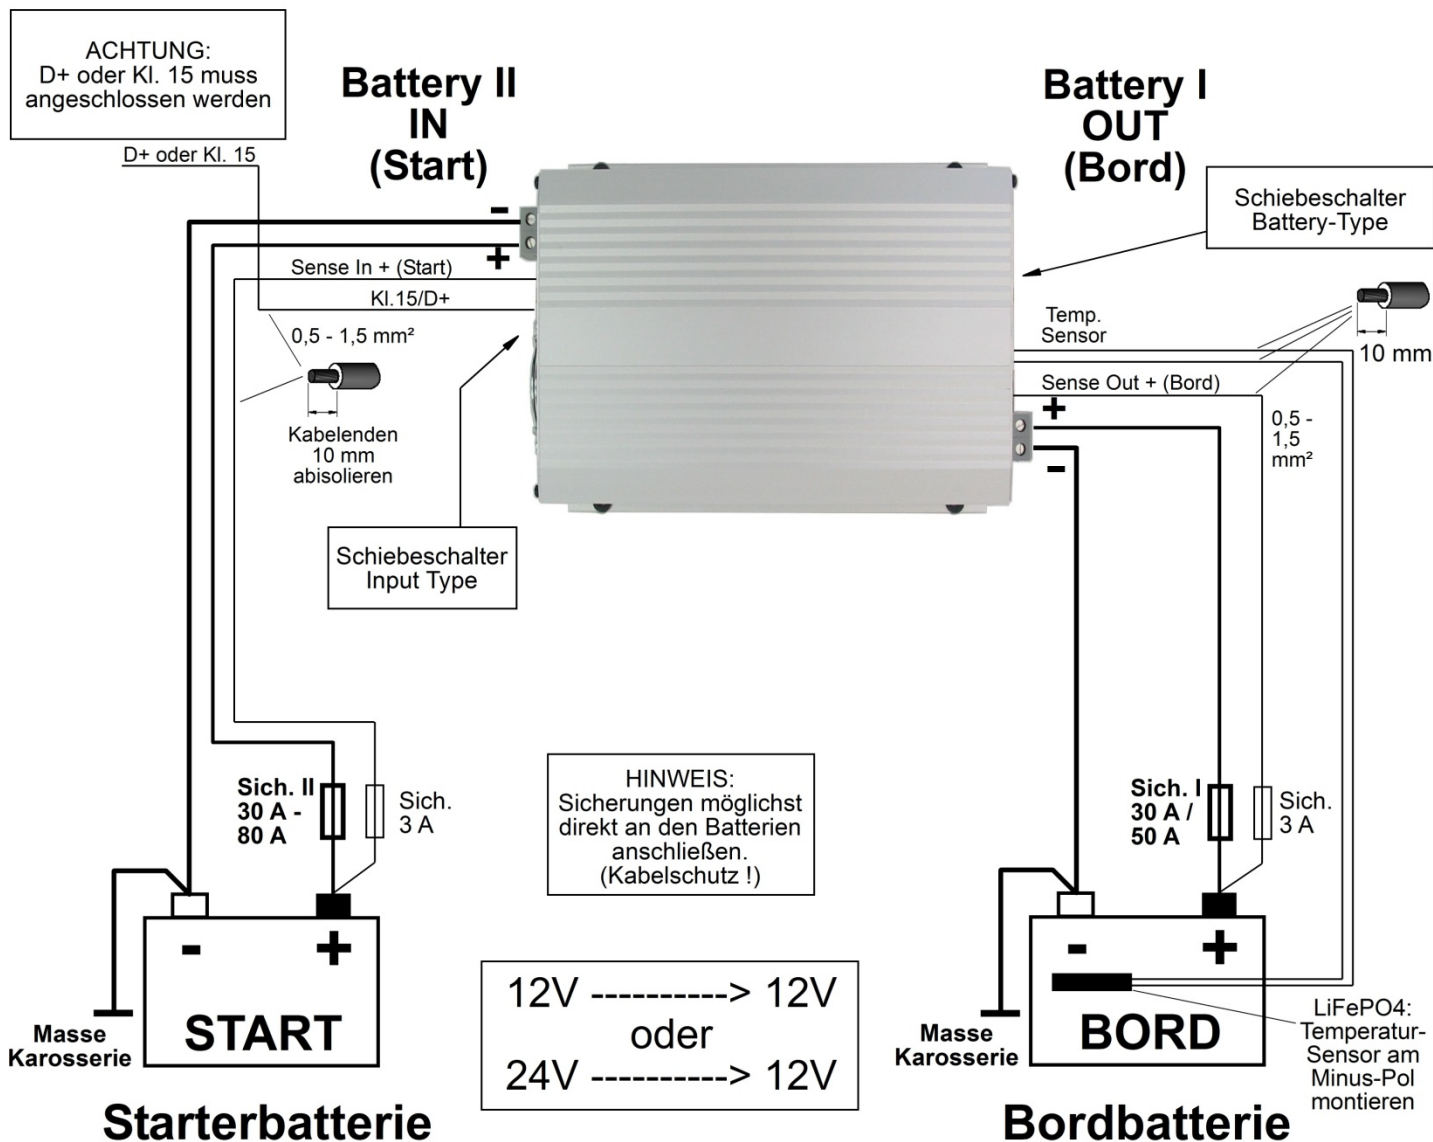 ACHTUNG:
D+ oder Kl. 15 muss
angeschlossen werden
D+ oder Kl. 15
Battery II
IN
(Start)
Battery I
OUT
(Bord)
Schiebeschalter
Battery-Type
-
+
Sense In + (Start)
Kl.15/D+
0,5 - 1,5 mm²
Kabelenden
10 mm
abisolieren
Schiebeschalter
Input Type
Temp.
Sensor
10 mm
Sense Out + (Bord)
+
-
0,5 -
1,5
mm²
Sich. II
30 A -
80 A
Sich.
3 A
HINWEIS:
Sicherungen möglichst
direkt an den Batterien
anschließen.
(Kabelschutz !)
Sich. I
30 A /
50 A
Sich.
3 A
- +
START
Masse
Karosserie
Starterbatterie
12V ----------> 12V
oder
24V ----------> 12V
- +
BORD
Masse
Karosserie
LiFePO4:
Temperatur-
Sensor am
Minus-Pol
montieren
Bordbatterie